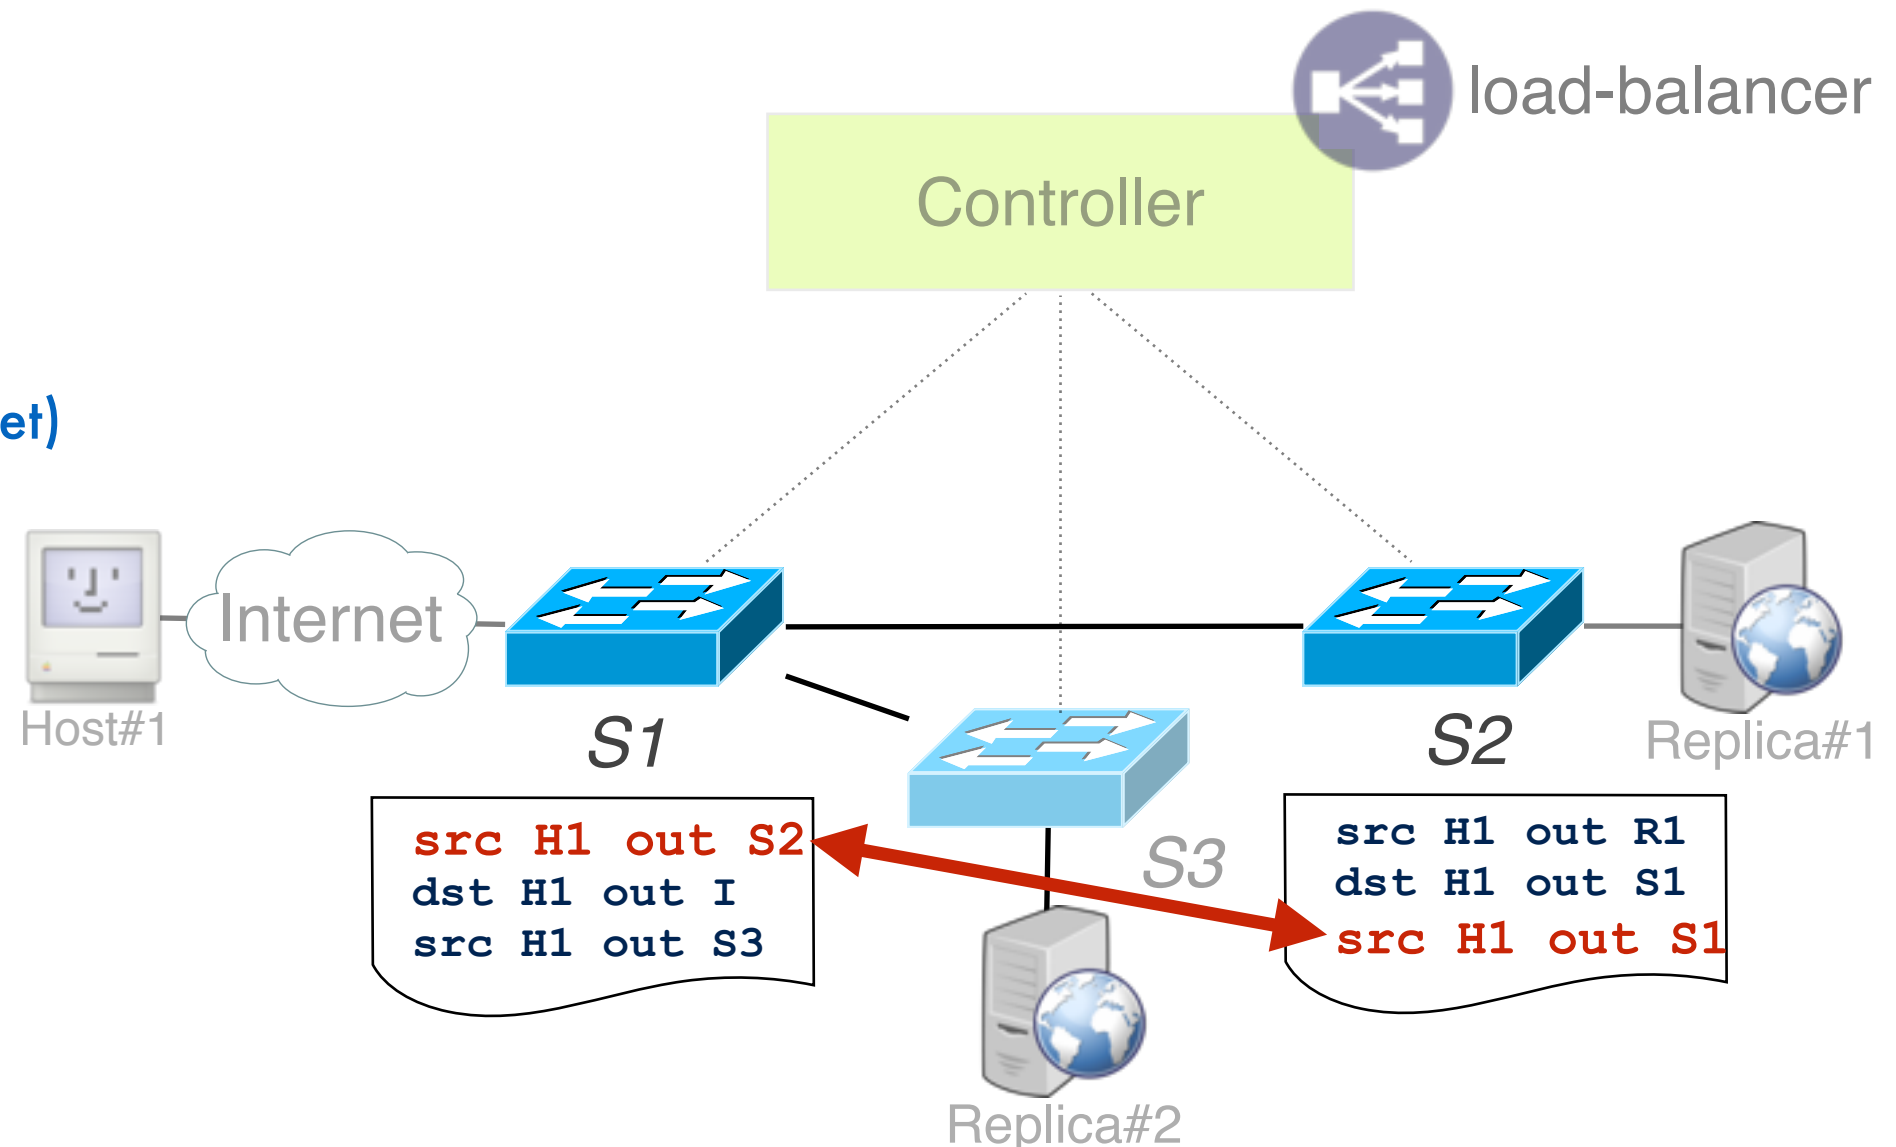 load-balancer
Controller
et)
Internet
Host#1
S1
S2
Replica#1
src H1 out S2
dst H1 out I
src H1 out S3
S3
src H1 out R1
dst H1 out S1
src H1 out S1
Replica#2